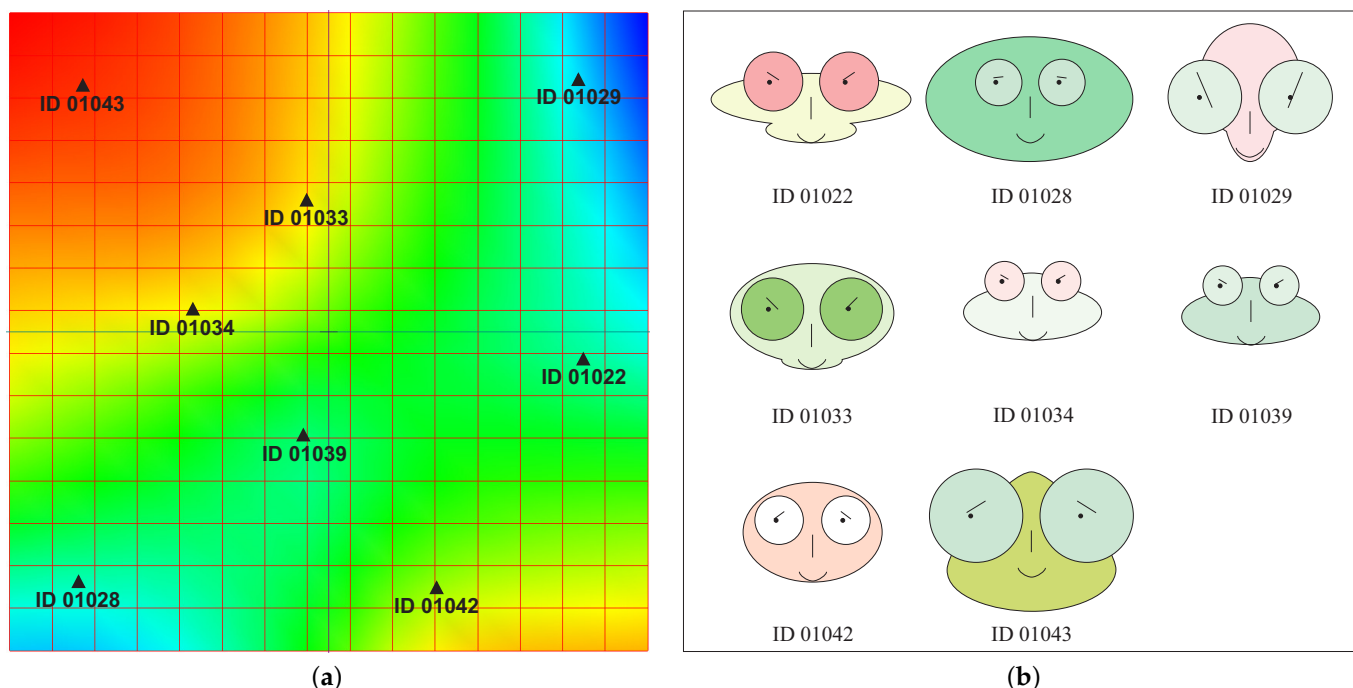 ID 01043
ID 01029
ID 01033
ID 01034
ID 01022
ID 01039
ID 01028
ID 01042
(a)
ID 01022 ID 01028 ID 01029
ID 01033 ID 01034 ID 01039
ID 01042 ID 01043
(b)